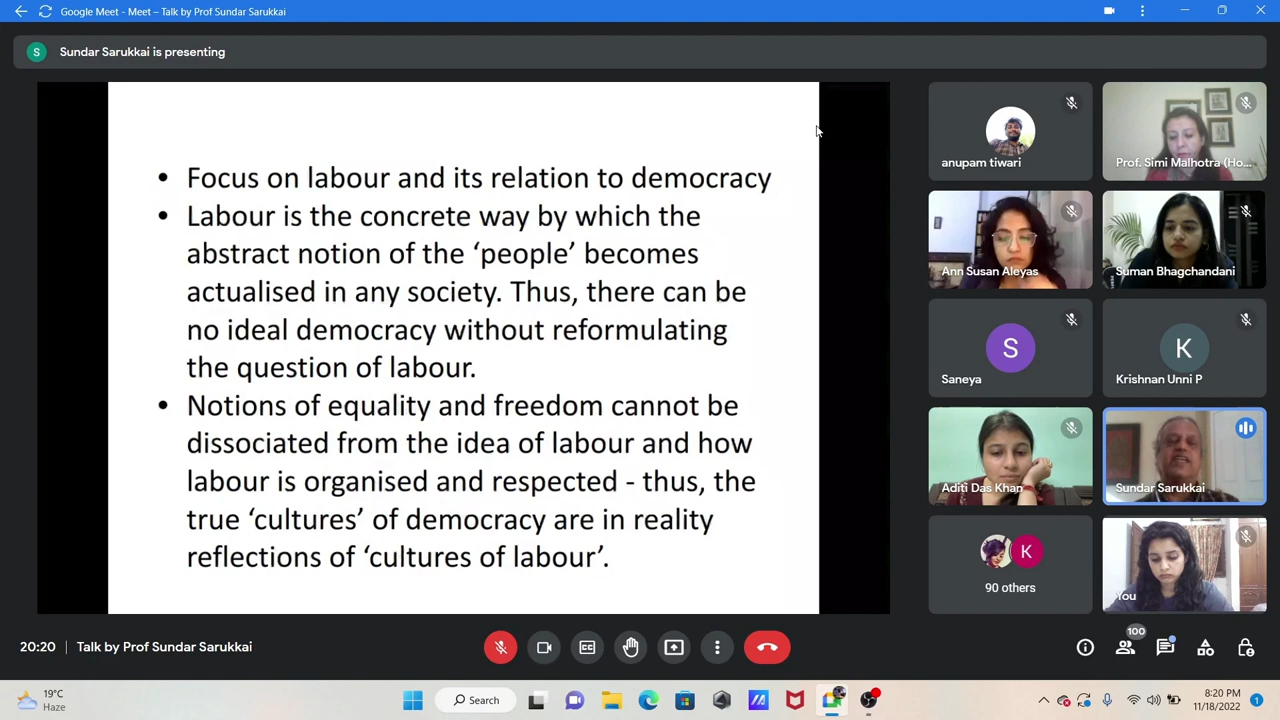 Google Meet - Meet – Talk by Prof Sundar Sarukkai
S
Sundar Sarukkai is presenting
• Focus on labour and its relation to democracy
• Labour is the concrete way by which the
abstract notion of the ‘people’ becomes
actualised in any society. Thus, there can be
no ideal democracy without reformulating
the question of labour.
• Notions of equality and freedom cannot be
dissociated from the idea of labour and how
labour is organised and respected - thus, the
true ‘cultures’ of democracy are in reality
reflections of ‘cultures of labour’.
anupam tiwari
Prof. Simi Malhotra (Ho...
Ann Susan Aleyas
Suman Bhagchandani
S
Saneya
K
Krishnan Unni P
Aditi Das Khan
Sundar Sarukkai
K
90 others
You
20:20 | Talk by Prof Sundar Sarukkai
CC
100
19°C
Haze
Search
8:20 PM
11/18/2022
1